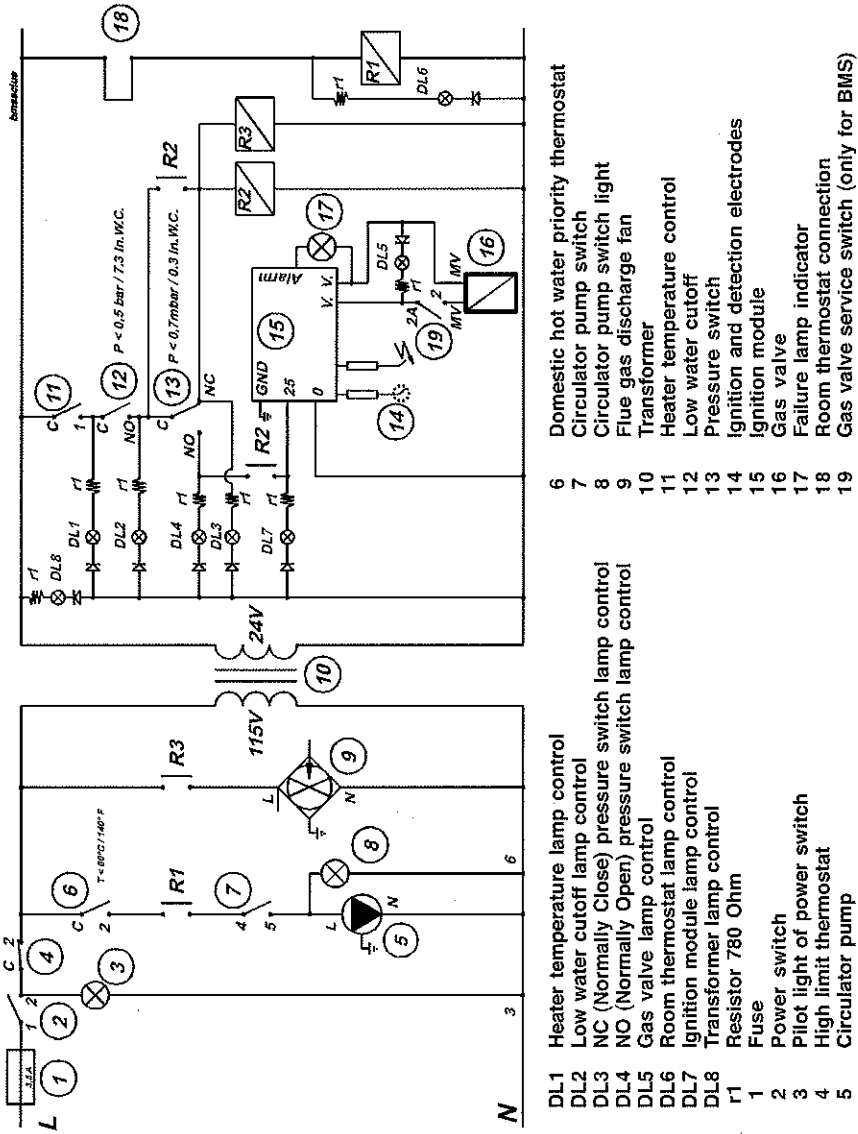 L
N
3,5 A
1
1
2
2
C
2
4
3
3
C
2
6
T < 60°C / 140° F
R1
4
5
7
L
N
5
8
6
R3
L
N
9
115V
10
24V
r1
DL8
DL1
r1
DL2
r1
DL4
r1
DL3
r1
DL7
r1
C
11
1
C
12
P < 0,5 bar / 7.3 In.W.C.
NO
C
13
P < 0,7mbar / 0.3 In.W.C.
NO
NC
R2
R2
GND
25
0
15
Alarm
V.
V.
17
14
19
2A
2
r1
DL5
MV
MV
16
R2
R3
18
R1
r1
DL6
DL1 Heater temperature lamp control
DL2 Low water cutoff lamp control
DL3 NC (Normally Close) pressure switch lamp control
DL4 NO (Normally Open) pressure switch lamp control
DL5 Gas valve lamp control
DL6 Room thermostat lamp control
DL7 Ignition module lamp control
DL8 Transformer lamp control
r1 Resistor 780 Ohm
1 Fuse
2 Power switch
3 Pilot light of power switch
4 High limit thermostat
5 Circulator pump
6 Domestic hot water priority thermostat
7 Circulator pump switch
8 Circulator pump switch light
9 Flue gas discharge fan
10 Transformer
11 Heater temperature control
12 Low water cutoff
13 Pressure switch
14 Ignition and detection electrodes
15 Ignition module
16 Gas valve
17 Failure lamp indicator
18 Room thermostat connection
19 Gas valve service switch (only for BMS)